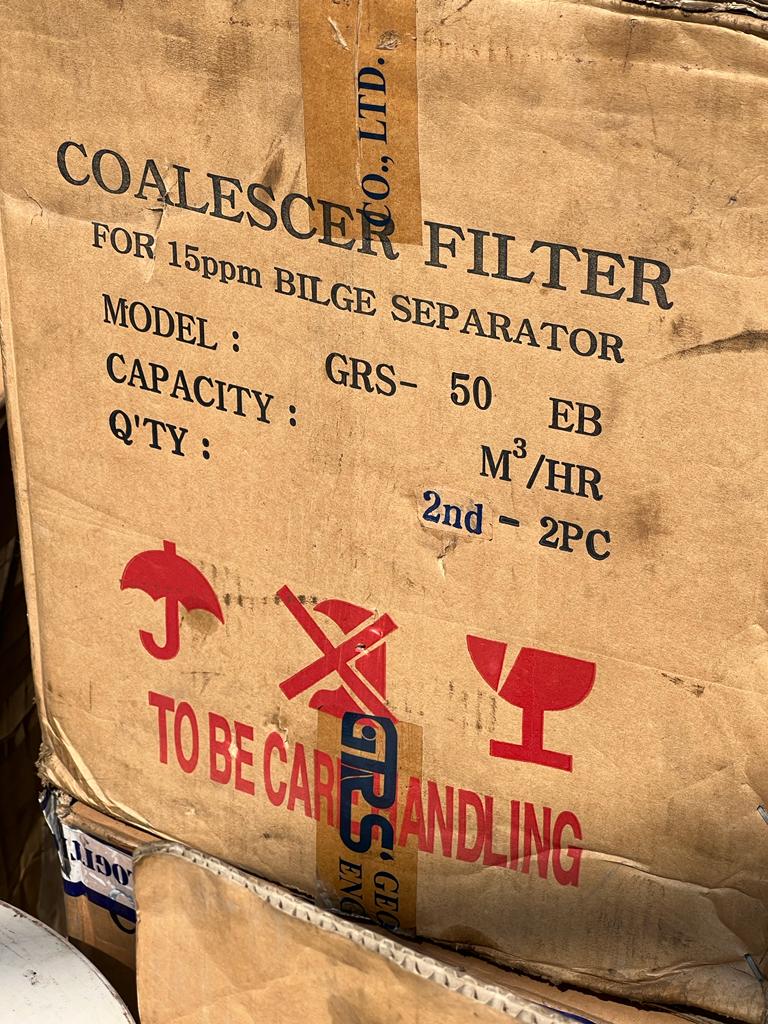 CO., LTD.
COALESCER FILTER
FOR 15ppm BILGE SEPARATOR
MODEL : GRS- 50 EB
CAPACITY : M³/HR
Q'TY : 2nd - 2PC
TO BE CARE HANDLING
GRS'